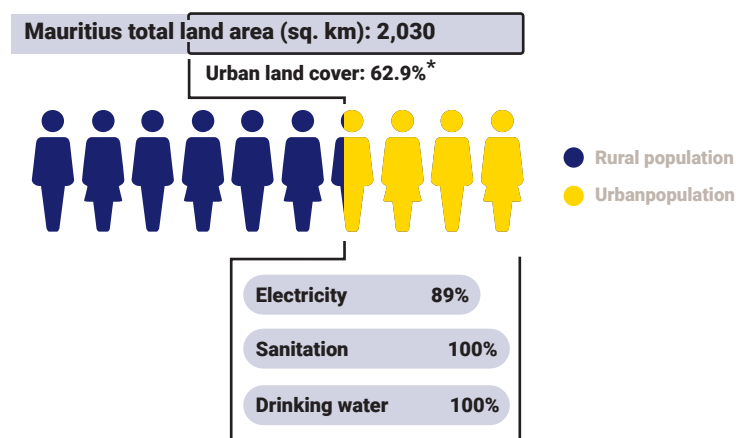 Mauritius total land area (sq. km): 2,030
Urban land cover: 62.9%*
Rural population
Urbanpopulation
Electricity 89%
Sanitation 100%
Drinking water 100%